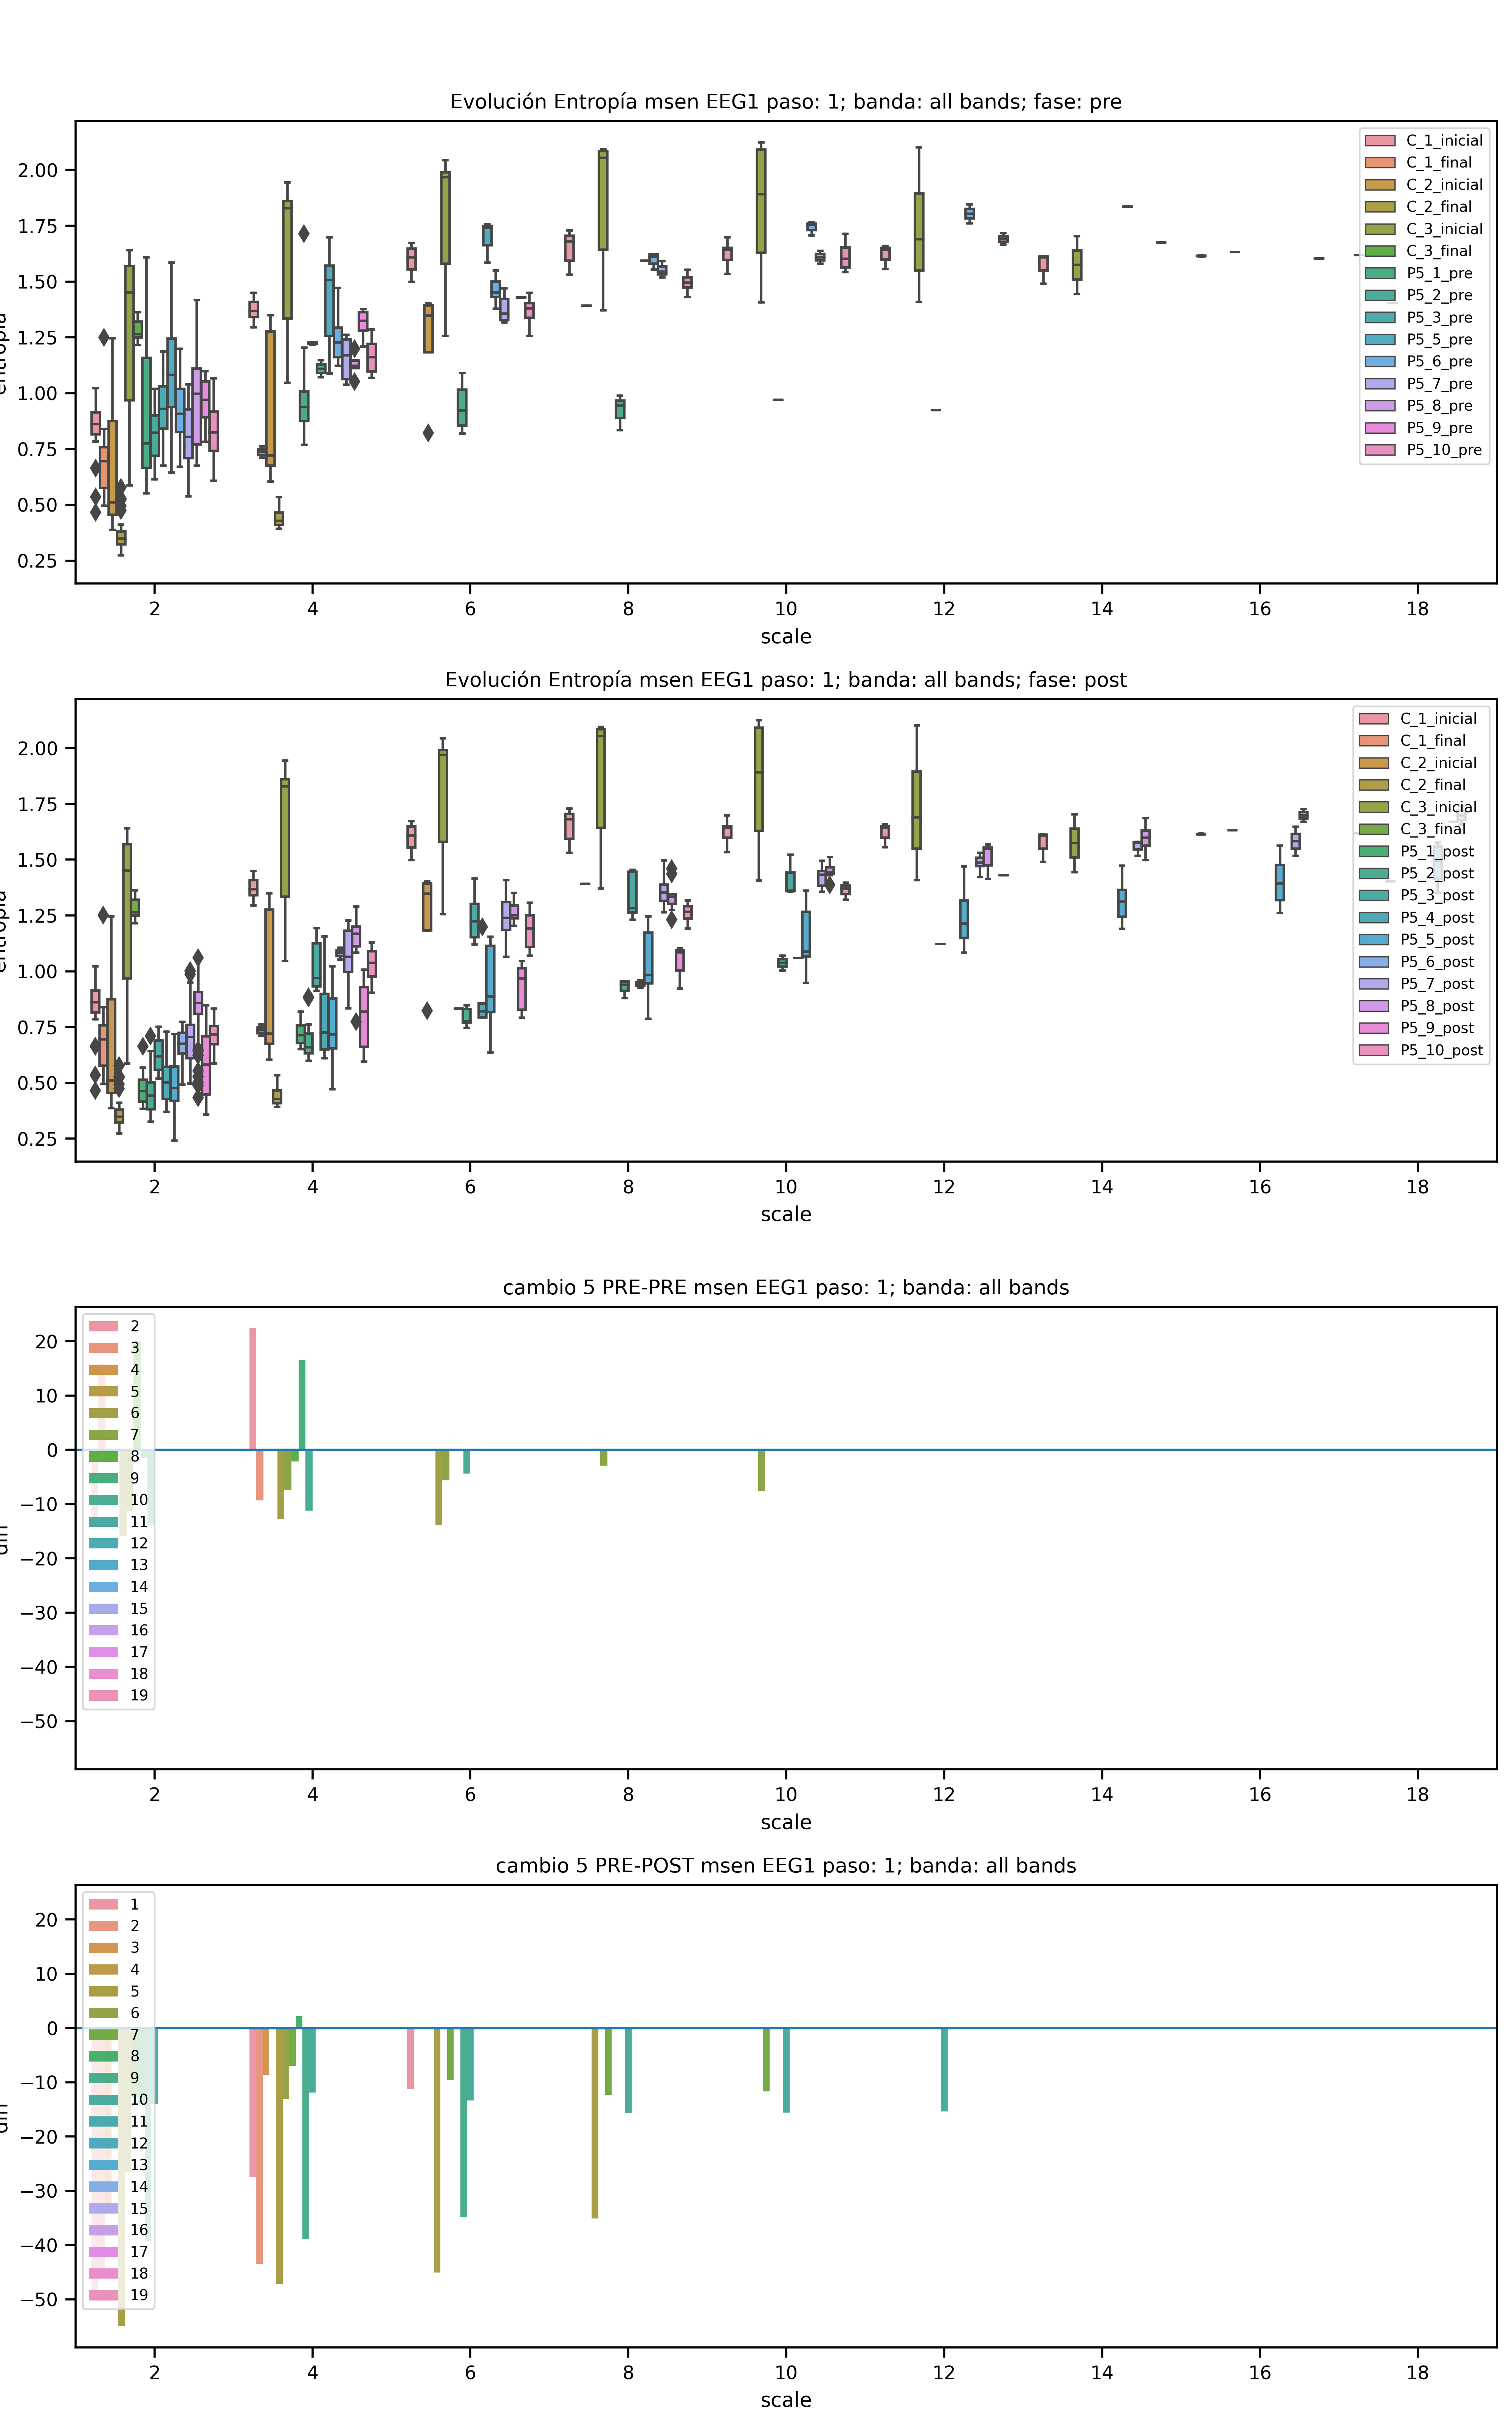 Evolución Entropía msen EEG1 paso: 1; banda: all bands; fase: pre
2.00
1.75
1.50
1.25
1.00
0.75
0.50
0.25
C_1_inicial
C_1_final
C_2_inicial
C_2_final
C_3_inicial
C_3_final
P5_1_pre
P5_2_pre
P5_3_pre
P5_5_pre
P5_6_pre
P5_7_pre
P5_8_pre
P5_9_pre
P5_10_pre
2 4 6 8 10 12 14 16 18
scale
Evolución Entropía msen EEG1 paso: 1; banda: all bands; fase: post
2.00
1.75
1.50
1.25
1.00
0.75
0.50
0.25
C_1_inicial
C_1_final
C_2_inicial
C_2_final
C_3_inicial
C_3_final
P5_1_post
P5_2_post
P5_3_post
P5_4_post
P5_5_post
P5_6_post
P5_7_post
P5_8_post
P5_9_post
P5_10_post
2 4 6 8 10 12 14 16 18
scale
cambio 5 PRE-PRE msen EEG1 paso: 1; banda: all bands
20
10
0
−10
−20
−30
−40
−50
2
3
4
5
6
7
8
9
10
11
12
13
14
15
16
17
18
19
2 4 6 8 10 12 14 16 18
scale
cambio 5 PRE-POST msen EEG1 paso: 1; banda: all bands
20
10
0
−10
−20
−30
−40
−50
1
2
3
4
5
6
7
8
9
10
11
12
13
14
15
16
17
18
19
2 4 6 8 10 12 14 16 18
scale